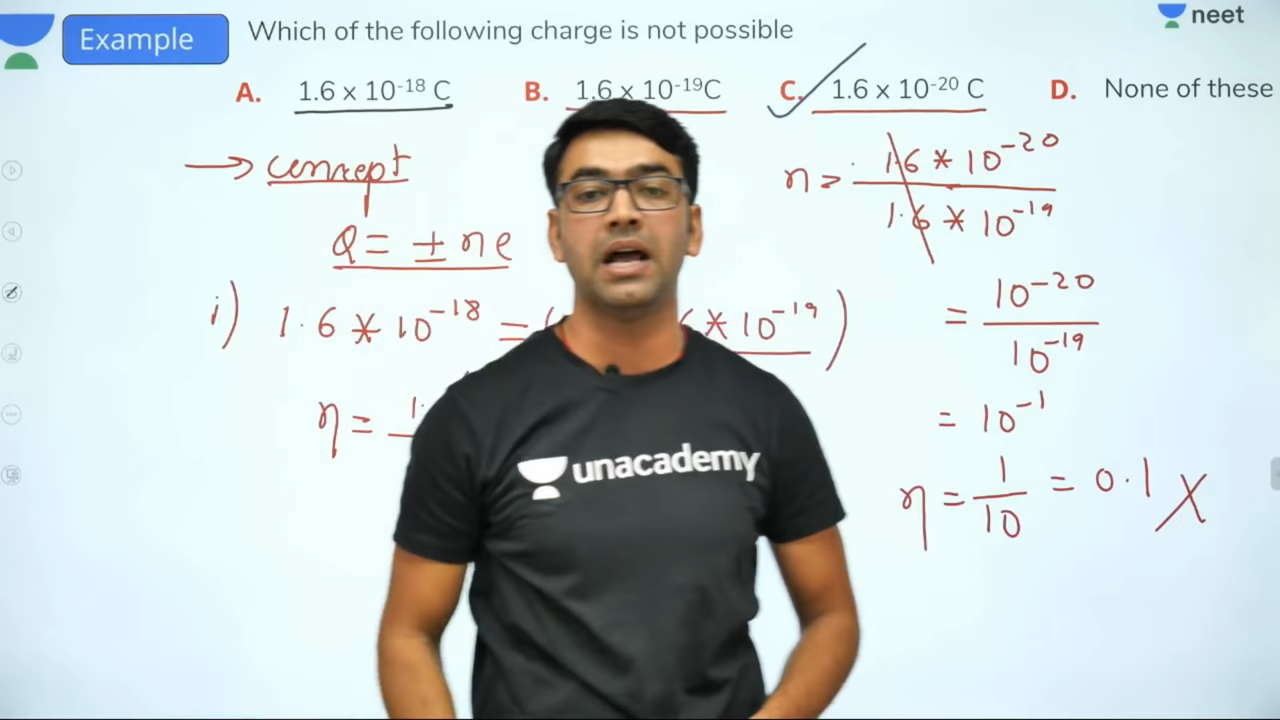 Example
Which of the following charge is not possible
neet
A. 1.6 x 10⁻¹⁸ C
B. 1.6 x 10⁻¹⁹C
C. 1.6 x 10⁻²⁰ C
D. None of these
→ concept
Q = ± n e
i) 1.6 * 10⁻¹⁸ = ( * 10⁻¹⁹ )
η = 1.
n = 1.6 * 10⁻²⁰
1.6 * 10⁻¹⁹
= 10⁻²⁰
10⁻¹⁹
= 10⁻¹
η = 1/10 = 0.1 X
unacademy